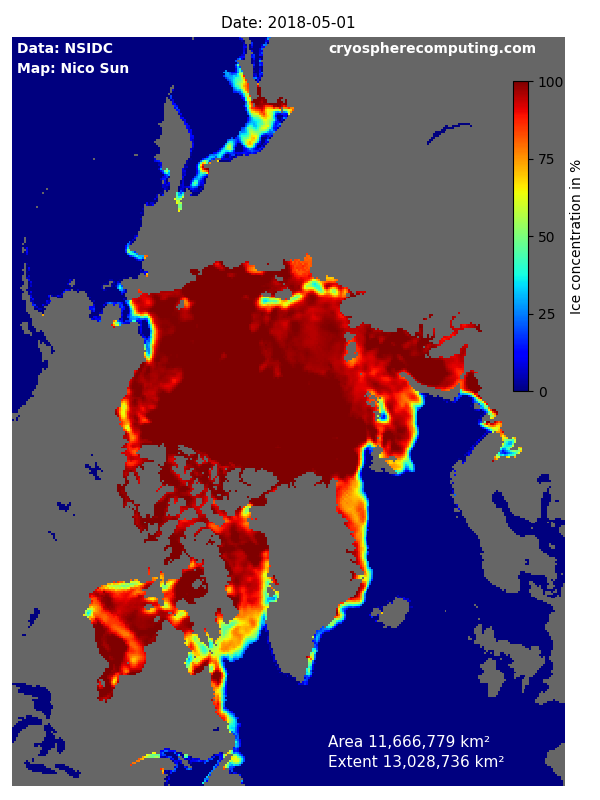 Date: 2018-05-01
Data: NSIDC
cryospherecomputing.com
Map: Nico Sun
100
75
50
25
0
Ice concentration in %
Area 11,666,779 km²
Extent 13,028,736 km²